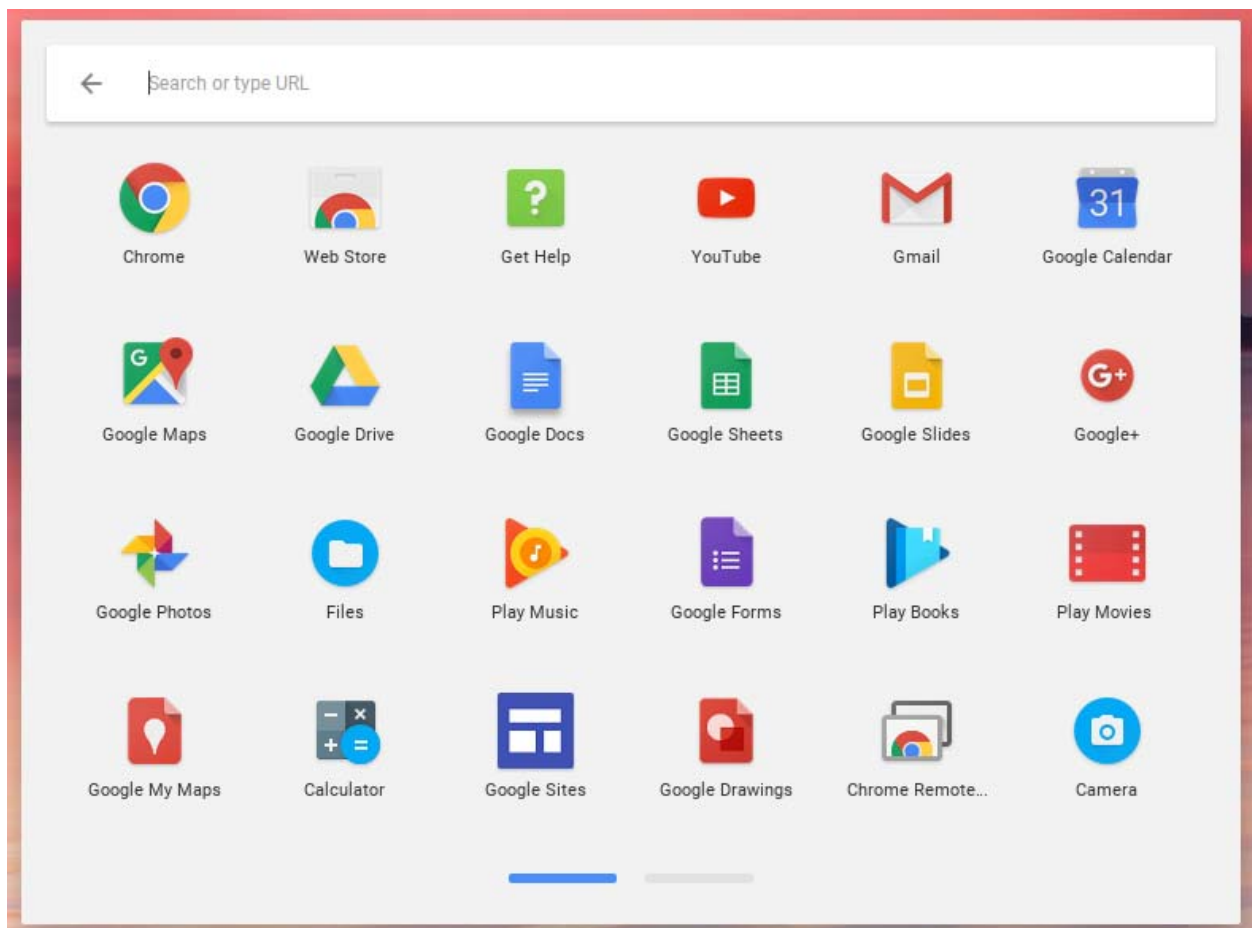 Search or type URL
Chrome Web Store Get Help YouTube Gmail 31 Google Calendar
G Google Maps Google Drive Google Docs Google Sheets Google Slides G+ Google+
Google Photos Files Play Music Google Forms Play Books Play Movies
Google My Maps Calculator Google Sites Google Drawings Chrome Remote... Camera